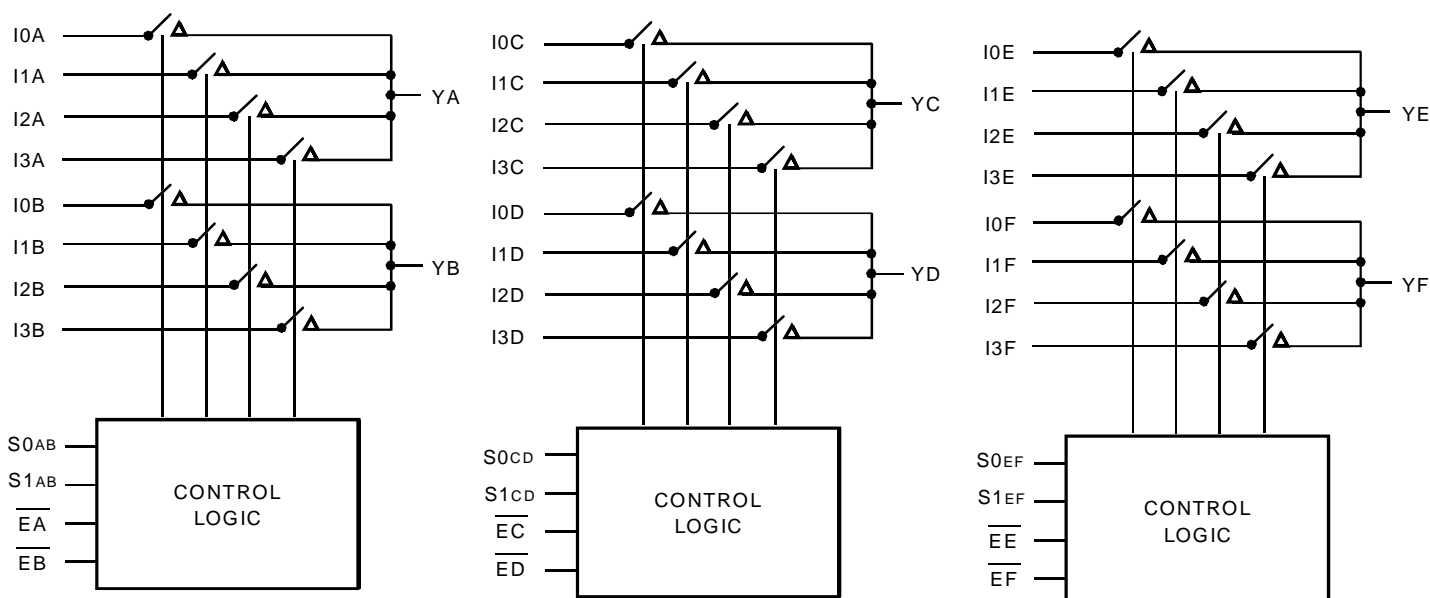 I0A
I1A
I2A
I3A
YA
I0B
I1B
I2B
I3B
YB
S0AB
S1AB
EA
EB
CONTROL
LOGIC
I0C
I1C
I2C
I3C
YC
I0D
I1D
I2D
I3D
YD
S0CD
S1CD
EC
ED
CONTROL
LOGIC
I0E
I1E
I2E
I3E
YE
I0F
I1F
I2F
I3F
YF
S0EF
S1EF
EE
EF
CONTROL
LOGIC